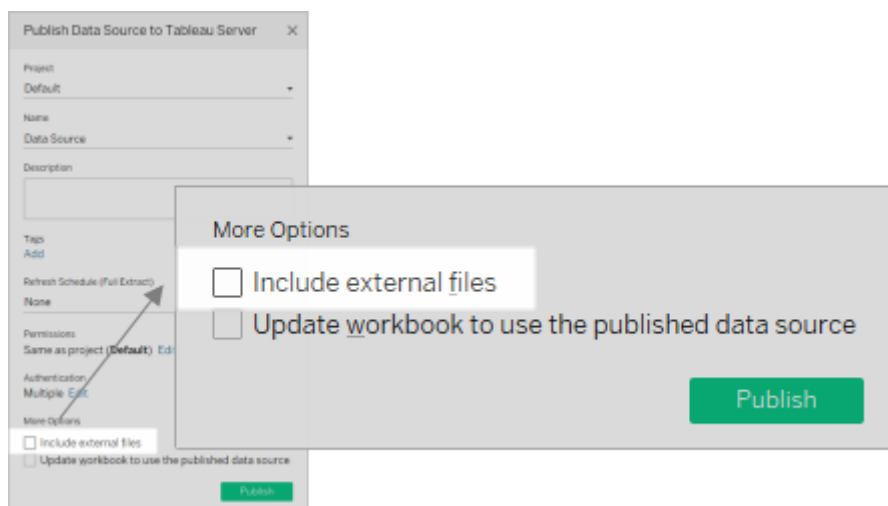 Publish Data Source to Tableau Server
Project
Default
Name
Data Source
Description
Tags
Add
Refresh Schedule (Full Extract)
None
Permissions
Same as project (Default) Edi
Authentication
Multiple Edit
More Options
Include external files
Update workbook to use the published data source
Publish
More Options
Include external files
Update workbook to use the published data source
Publish